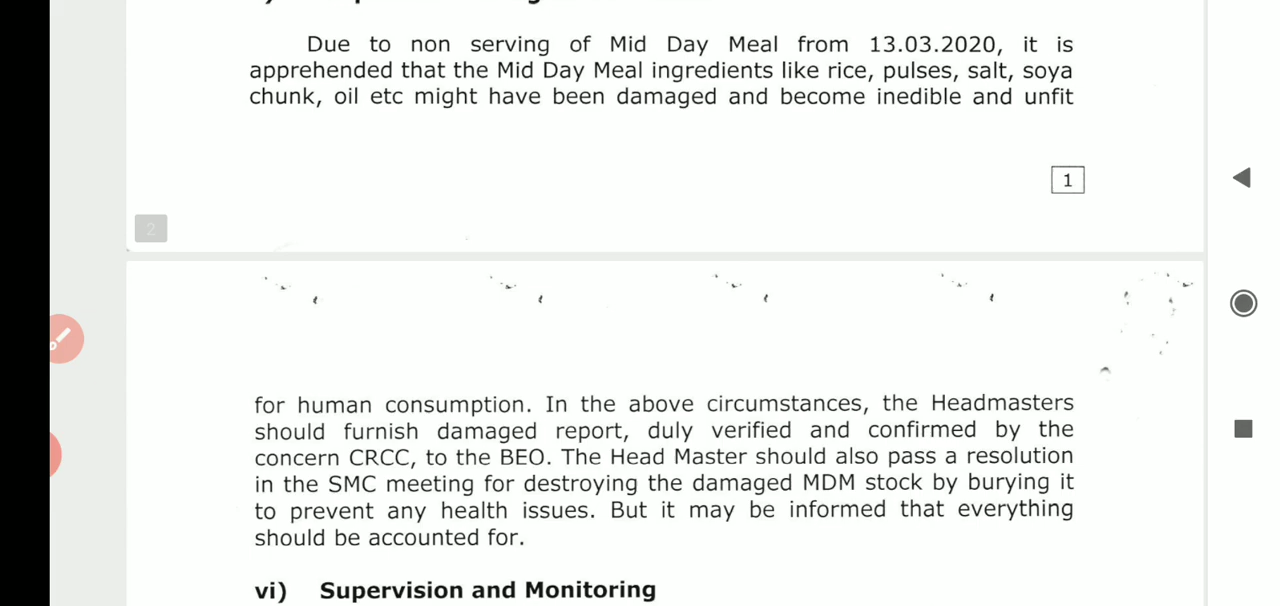 Due to non serving of Mid Day Meal from 13.03.2020, it is
apprehended that the Mid Day Meal ingredients like rice, pulses, salt, soya
chunk, oil etc might have been damaged and become inedible and unfit
1
2
for human consumption. In the above circumstances, the Headmasters
should furnish damaged report, duly verified and confirmed by the
concern CRCC, to the BEO. The Head Master should also pass a resolution
in the SMC meeting for destroying the damaged MDM stock by burying it
to prevent any health issues. But it may be informed that everything
should be accounted for.
vi) Supervision and Monitoring